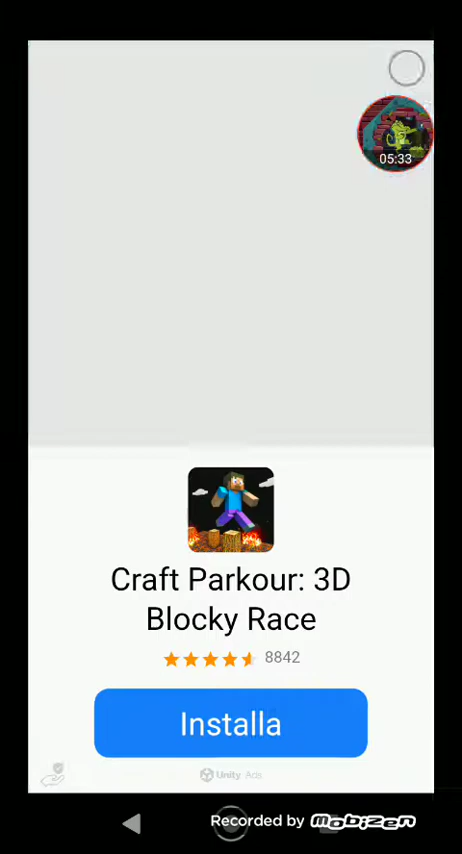 05:33
Craft Parkour: 3D
Blocky Race
8842
Installa
Unity Ads
Recorded by Mobizen